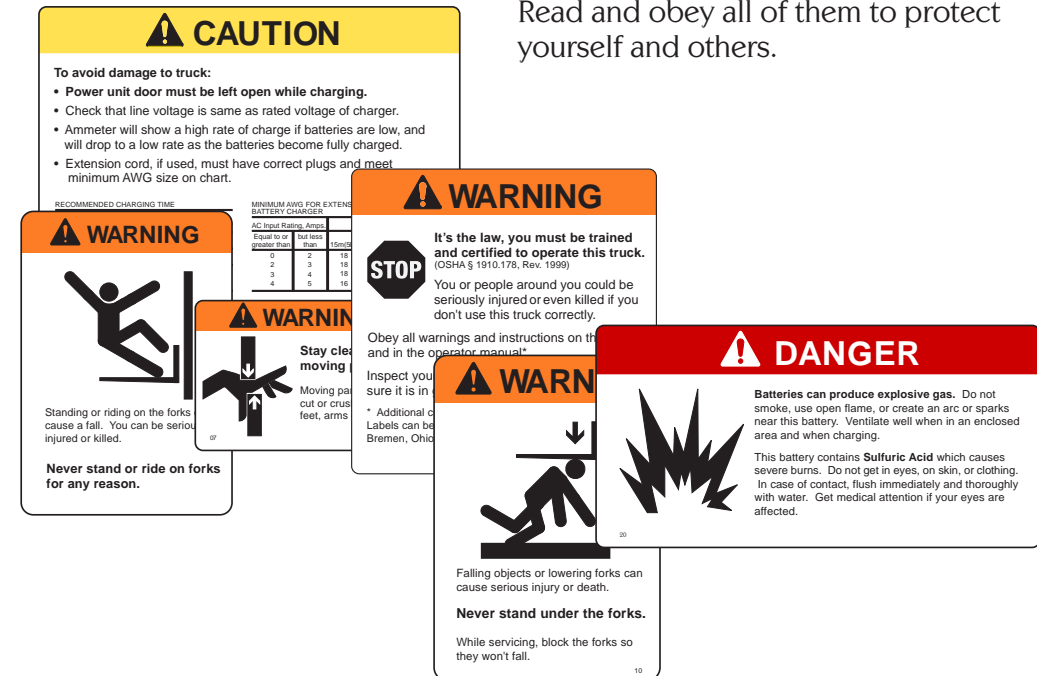 Read and obey all of them to protect
yourself and others.
CAUTION
To avoid damage to truck:
• Power unit door must be left open while charging.
• Check that line voltage is same as rated voltage of charger.
• Ammeter will show a high rate of charge if batteries are low, and
will drop to a low rate as the batteries become fully charged.
• Extension cord, if used, must have correct plugs and meet
minimum AWG size on chart.
RECOMMENDED CHARGING TIME
MINIMUM AWG FOR
BATTERY CHARGER
AC Input Rating, Amps.
Equal to or
greater than
but less
than
0 2 18
2 3 18
3 4 18
4 5 16
WARNING
Standing or riding on the forks
cause a fall. You can be
injured or killed.
Never stand or ride on forks
for any reason.
Stay
moving
Moving
cut or
feet, arms
07
WARNING
STOP
It's the law, you must be trained
and certified to operate this truck.
(OSHA § 1910.178, Rev. 1999)
You or people around you could be
seriously injured or even killed if you
don't use this truck correctly.
Obey all warnings and instructions on
and in the operator manual*
Inspect
sure it is in
* Additional
Labels can be
Bremen, Ohio
Falling objects or lowering forks can
cause serious injury or death.
Never stand under the forks.
While servicing, block the forks so
they won't fall.
10
DANGER
Batteries can produce explosive gas. Do not
smoke, use open flame, or create an arc or sparks
near this battery. Ventilate well when in an enclosed
area and when charging.
This battery contains Sulfuric Acid which causes
severe burns. Do not get in eyes, on skin, or clothing.
In case of contact, flush immediately and thoroughly
with water. Get medical attention if your eyes are
affected.
20